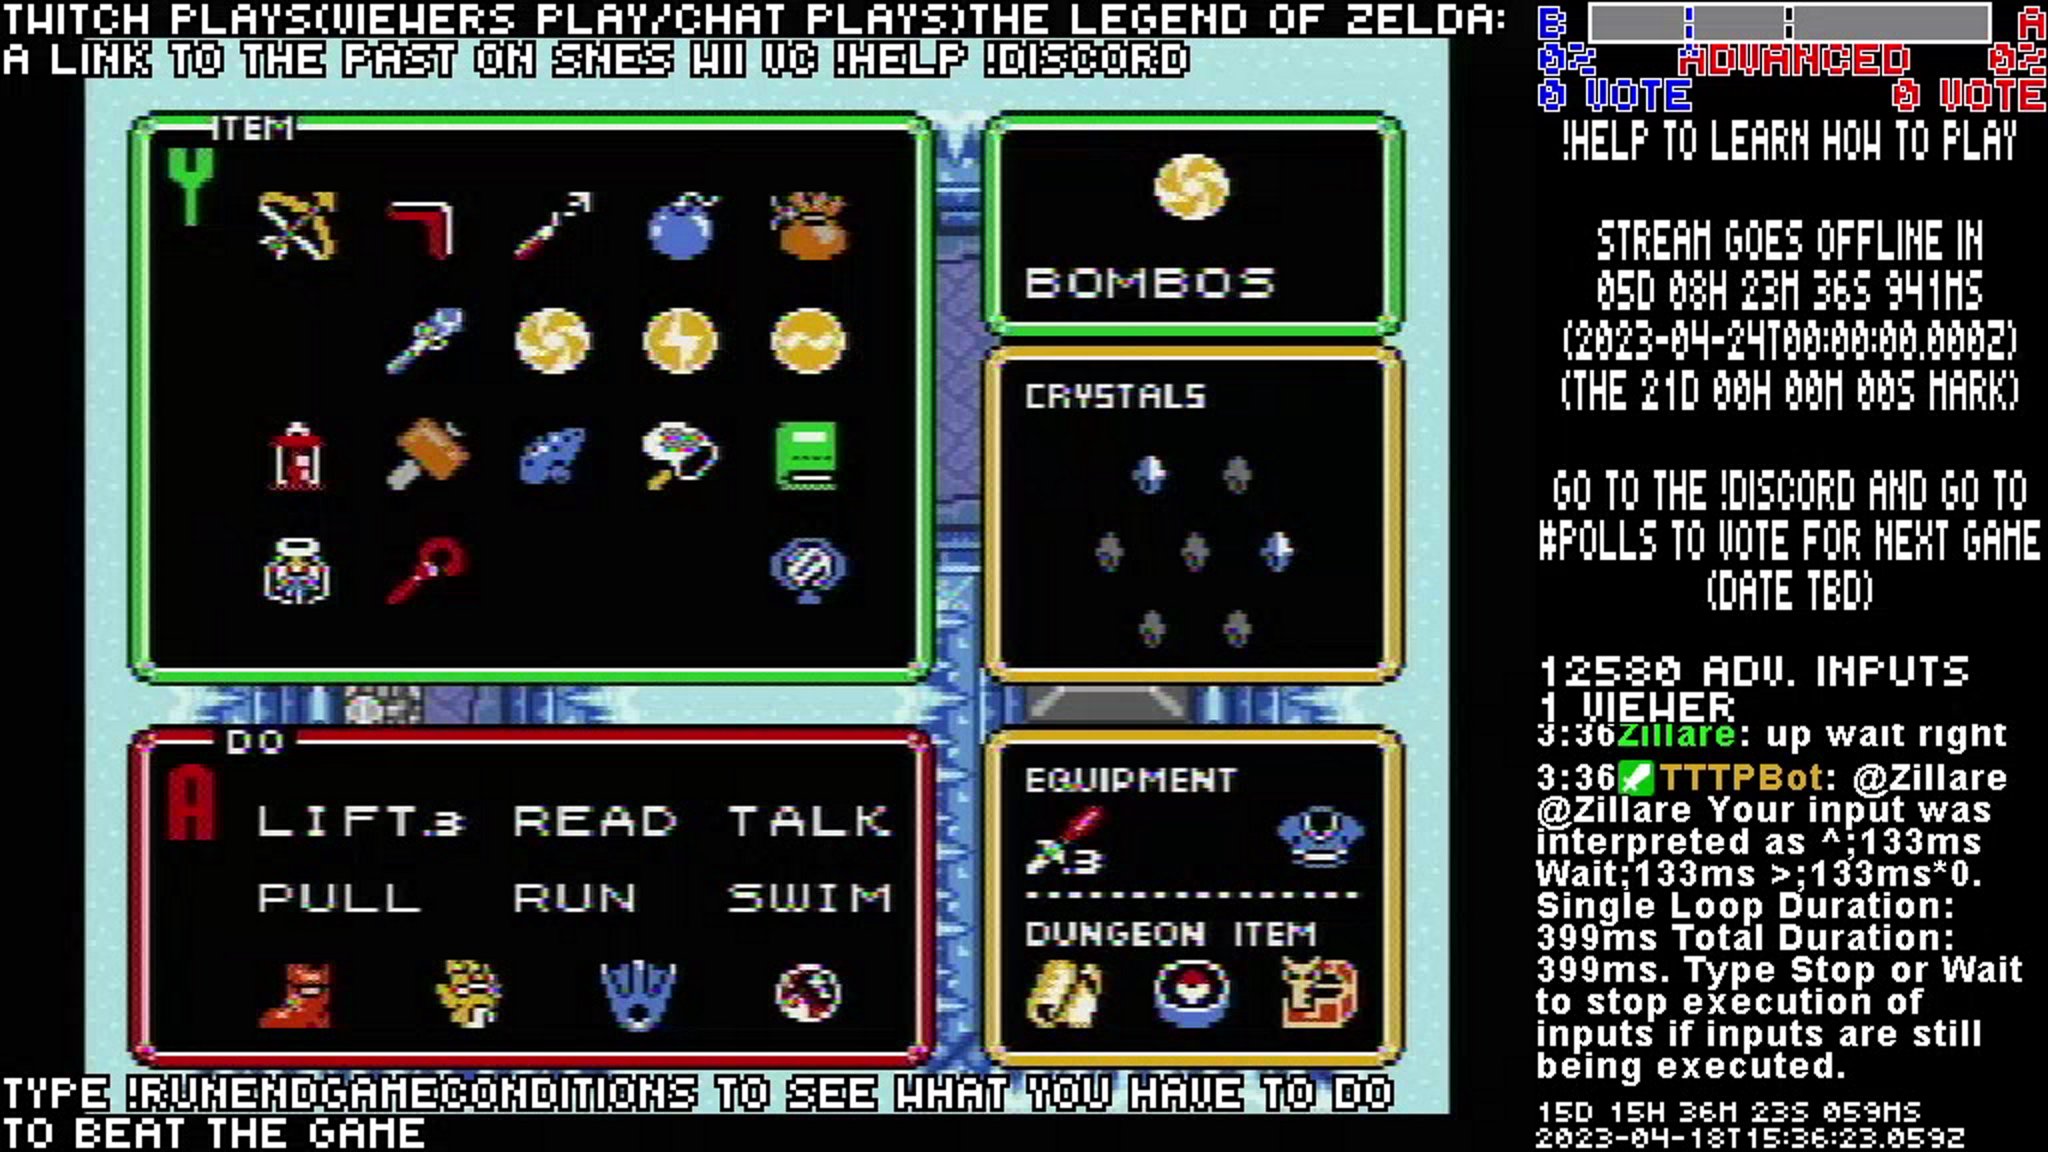 TWITCH PLAYS(VIEWERS PLAY/CHAT PLAYS)THE LEGEND OF ZELDA:
A LINK TO THE PAST ON SNES WII VC !HELP !DISCORD
ITEM
Y
BOMBOS
CRYSTALS
DO
A
LIFT.3 READ TALK
PULL RUN SWIM
EQUIPMENT
.3
DUNGEON ITEM
TYPE !RUNENDGAMECONDITIONS TO SEE WHAT YOU HAVE TO DO
TO BEAT THE GAME
B A
0% ADVANCED 0%
0 VOTE 0 VOTE
!HELP TO LEARN HOW TO PLAY
STREAM GOES OFFLINE IN
05D 08H 23M 36S 941MS
(2023-04-24T00:00:00.000Z)
(THE 21D 00H 00M 00S MARK)
GO TO THE !DISCORD AND GO TO
#POLLS TO VOTE FOR NEXT GAME
(DATE TBD)
12580 ADV. INPUTS
1 VIEWER
3:36 Zillare: up wait right
3:36 TTTPBot: @Zillare
@Zillare Your input was
interpreted as ^;133ms
Wait;133ms >;133ms*0.
Single Loop Duration:
399ms Total Duration:
399ms. Type Stop or Wait
to stop execution of
inputs if inputs are still
being executed.
15D 15H 36M 23S 059MS
2023-04-18T15:36:23.059Z